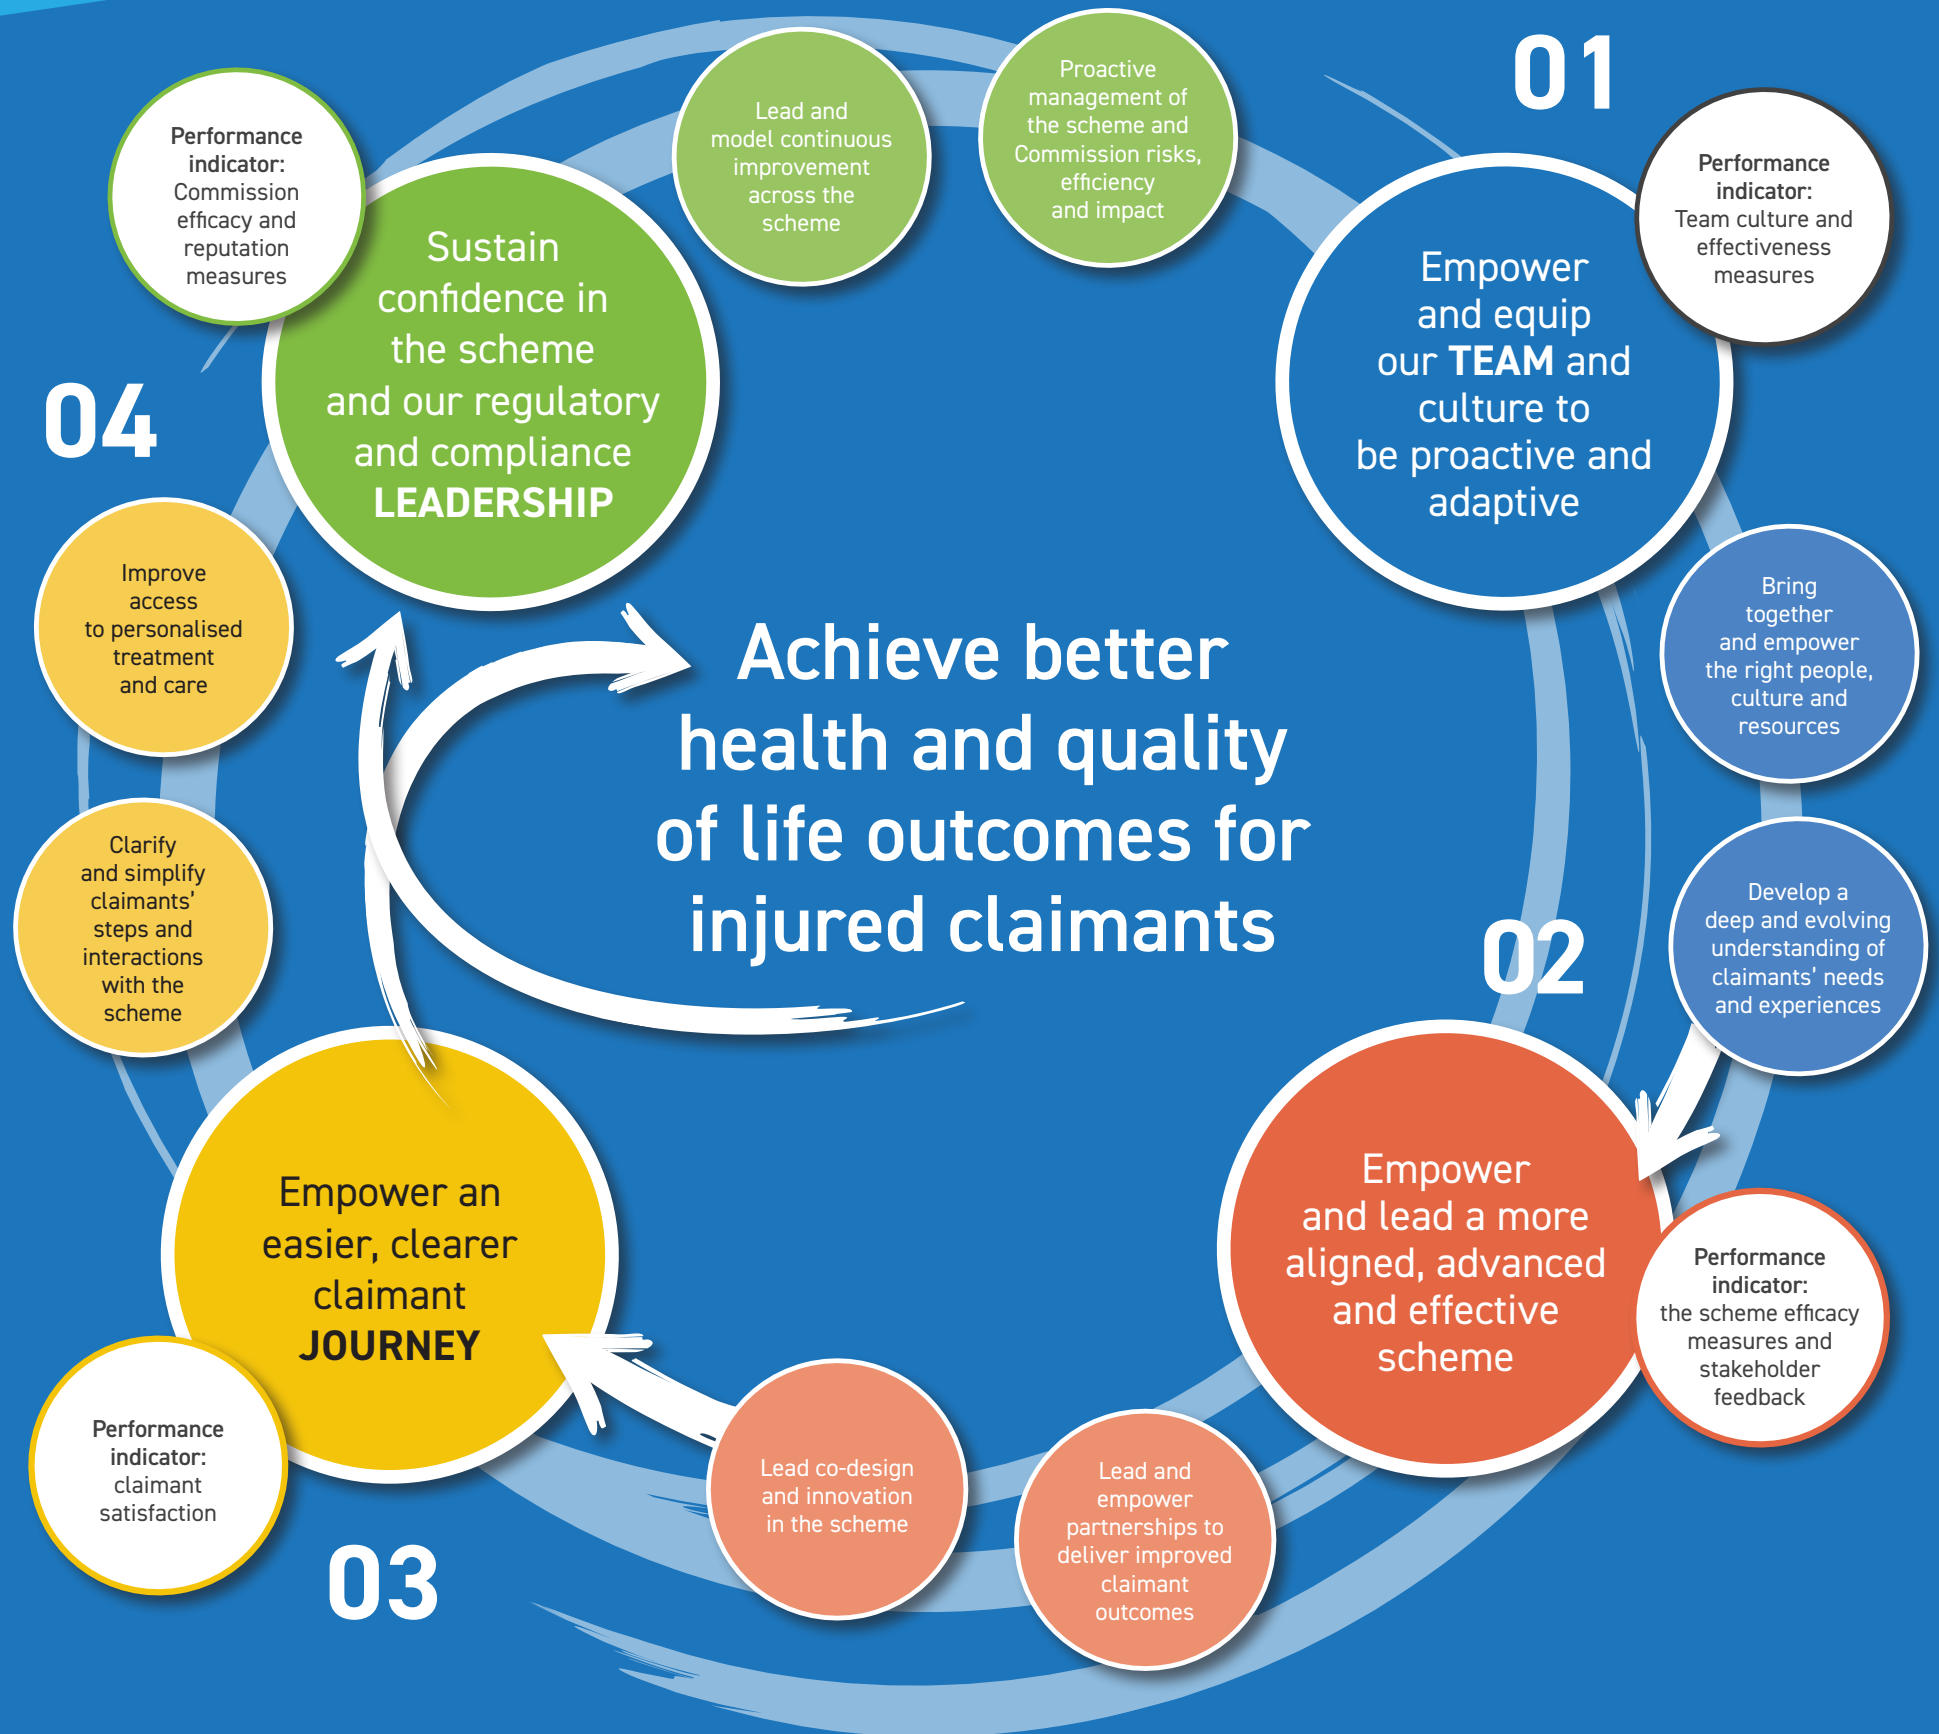 01
Empower
and equip
our TEAM and
culture to
be proactive and
adaptive
Performance
indicator:
Team culture and
effectiveness
measures
Bring
together
and empower
the right people,
culture and
resources
Develop a
deep and evolving
understanding of
claimants' needs
and experiences
02
Empower
and lead a more
aligned, advanced
and effective
scheme
Performance
indicator:
the scheme efficacy
measures and
stakeholder
feedback
Lead and
empower
partnerships to
deliver improved
claimant
outcomes
Lead co-design
and innovation
in the scheme
03
Empower an
easier, clearer
claimant
JOURNEY
Performance
indicator:
claimant
satisfaction
Clarify
and simplify
claimants'
steps and
interactions
with the
scheme
Improve
access
to personalised
treatment
and care
04
Sustain
confidence in
the scheme
and our regulatory
and compliance
LEADERSHIP
Performance
indicator:
Commission
efficacy and
reputation
measures
Lead and
model continuous
improvement
across the
scheme
Proactive
management of
the scheme and
Commission risks,
efficiency
and impact
Achieve better
health and quality
of life outcomes for
injured claimants